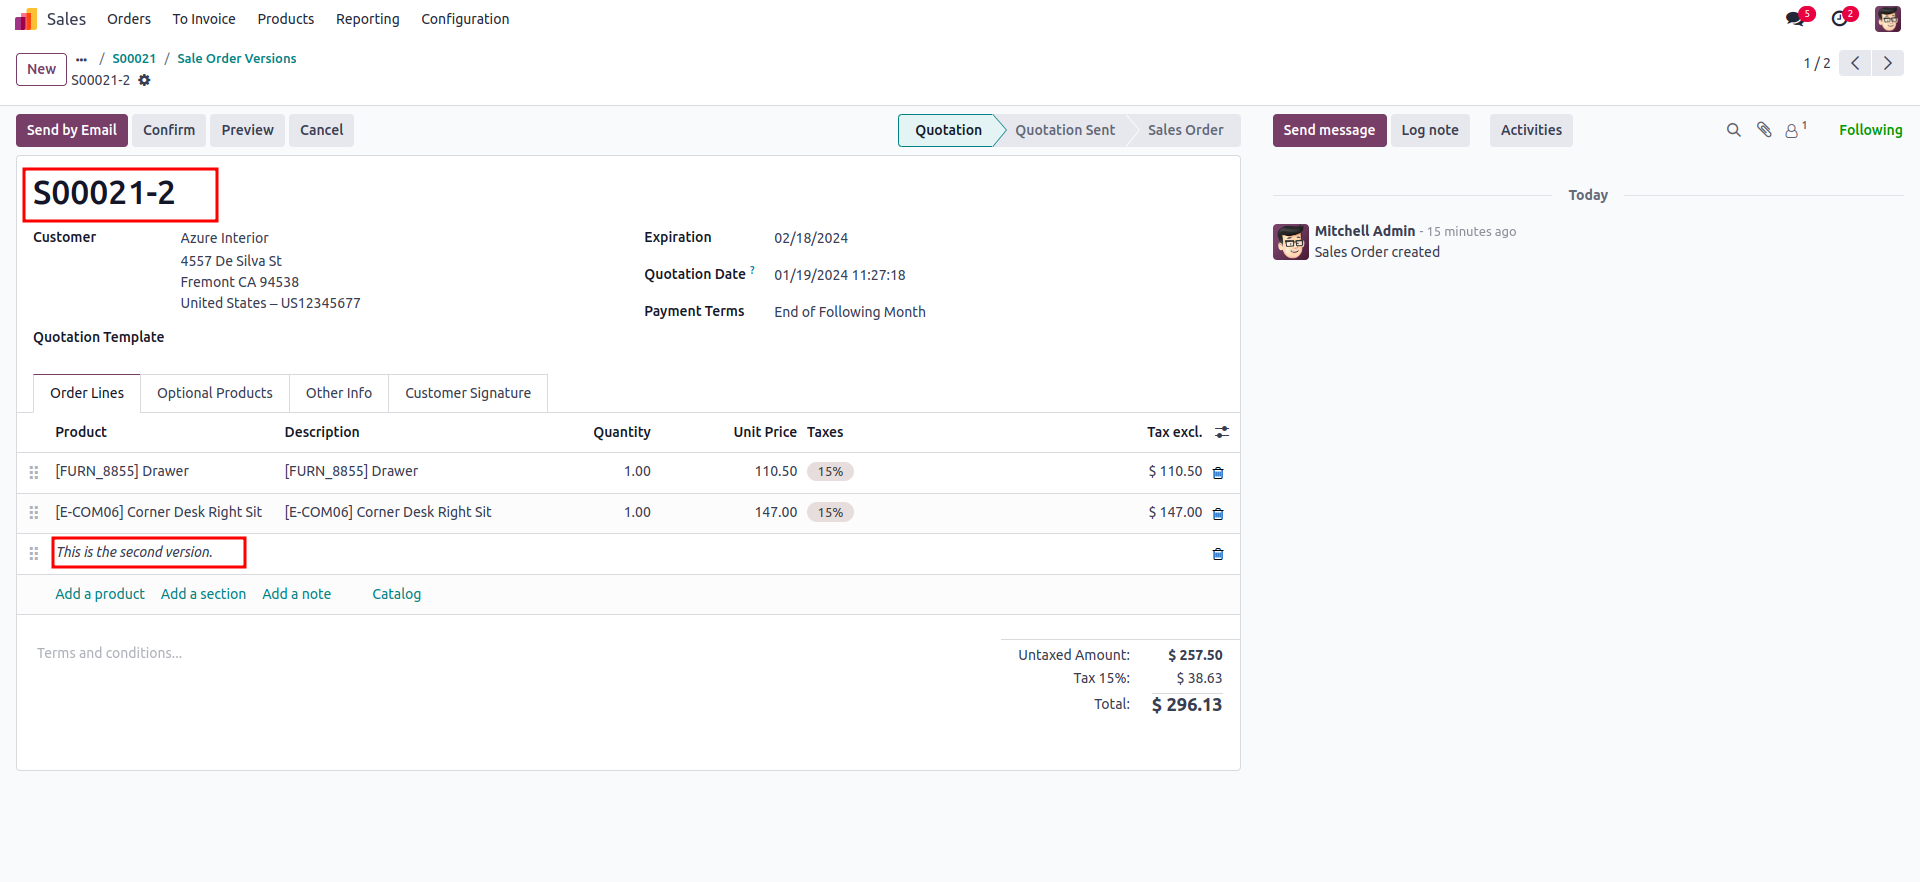 Sales Orders To Invoice Products Reporting Configuration 5 2
New ... / S00021 / Sale Order Versions
S00021-2
1 / 2
Send by Email Confirm Preview Cancel Quotation Quotation Sent Sales Order
Send message Log note Activities 1 Following
S00021-2
Customer Azure Interior
4557 De Silva St
Fremont CA 94538
United States – US12345677
Quotation Template
Expiration 02/18/2024
Quotation Date ? 01/19/2024 11:27:18
Payment Terms End of Following Month
Order Lines Optional Products Other Info Customer Signature
Product Description Quantity Unit Price Taxes Tax excl.
[FURN_8855] Drawer [FURN_8855] Drawer 1.00 110.50 15% $ 110.50
[E-COM06] Corner Desk Right Sit [E-COM06] Corner Desk Right Sit 1.00 147.00 15% $ 147.00
This is the second version.
Add a product Add a section Add a note Catalog
Terms and conditions...
Untaxed Amount: $ 257.50
Tax 15%: $ 38.63
Total: $ 296.13
Today
Mitchell Admin - 15 minutes ago
Sales Order created